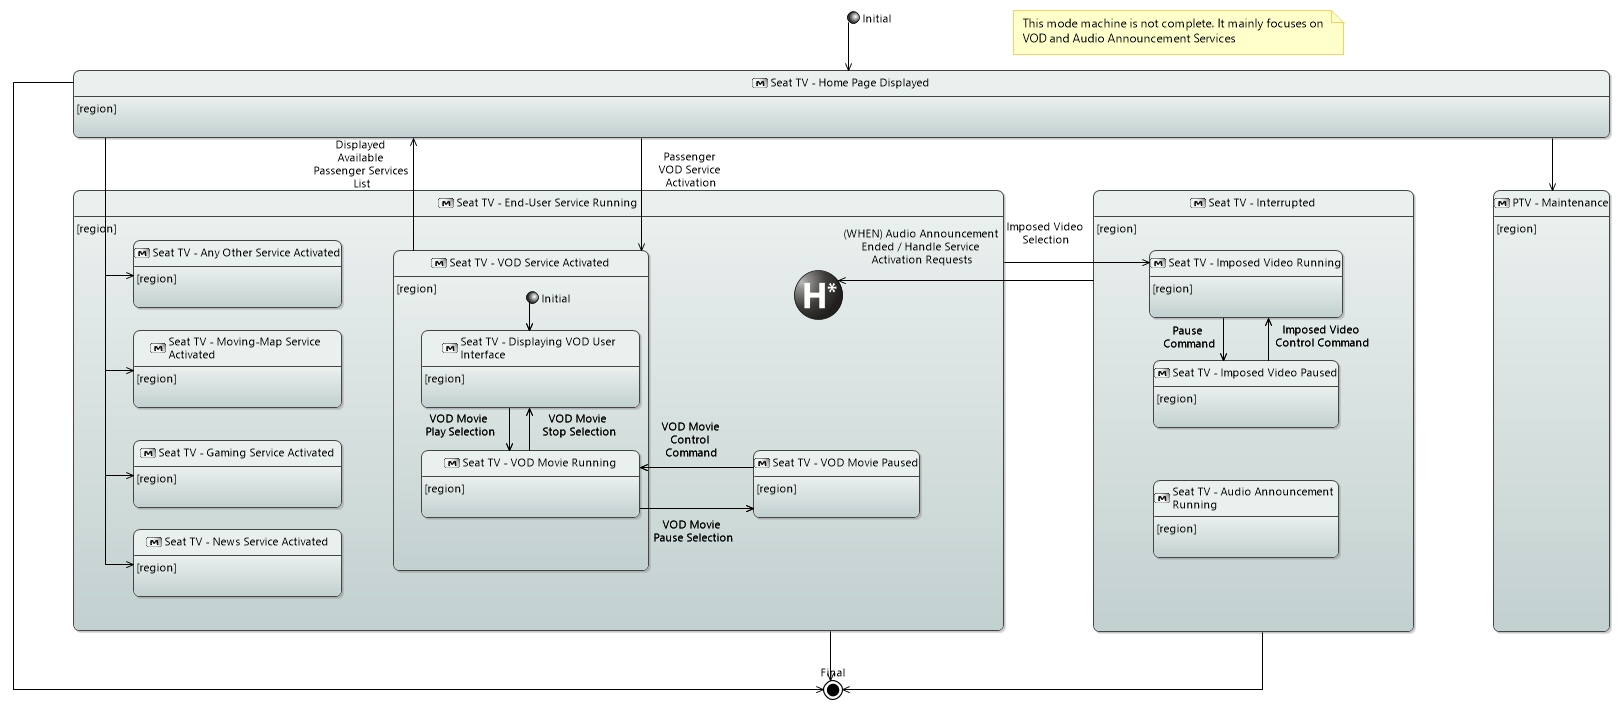 Initial
This mode machine is not complete. It mainly focuses on
VOD and Audio Announcement Services
M Seat TV - Home Page Displayed
[region]
Displayed
Available
Passenger Services
List
Passenger
VOD Service
Activation
M Seat TV - End-User Service Running
[region]
M Seat TV - Any Other Service Activated
[region]
M Seat TV - Moving-Map Service
Activated
[region]
M Seat TV - Gaming Service Activated
[region]
M Seat TV - News Service Activated
[region]
M Seat TV - VOD Service Activated
[region]
Initial
M Seat TV - Displaying VOD User
Interface
[region]
VOD Movie
Play Selection
VOD Movie
Stop Selection
M Seat TV - VOD Movie Running
[region]
VOD Movie
Control
Command
VOD Movie
Pause Selection
M Seat TV - VOD Movie Paused
[region]
(WHEN) Audio Announcement
Ended / Handle Service
Activation Requests
H*
Imposed Video
Selection
M Seat TV - Interrupted
[region]
M Seat TV - Imposed Video Running
[region]
Pause
Command
Imposed Video
Control Command
M Seat TV - Imposed Video Paused
[region]
M Seat TV - Audio Announcement
Running
[region]
M PTV - Maintenance
[region]
Final